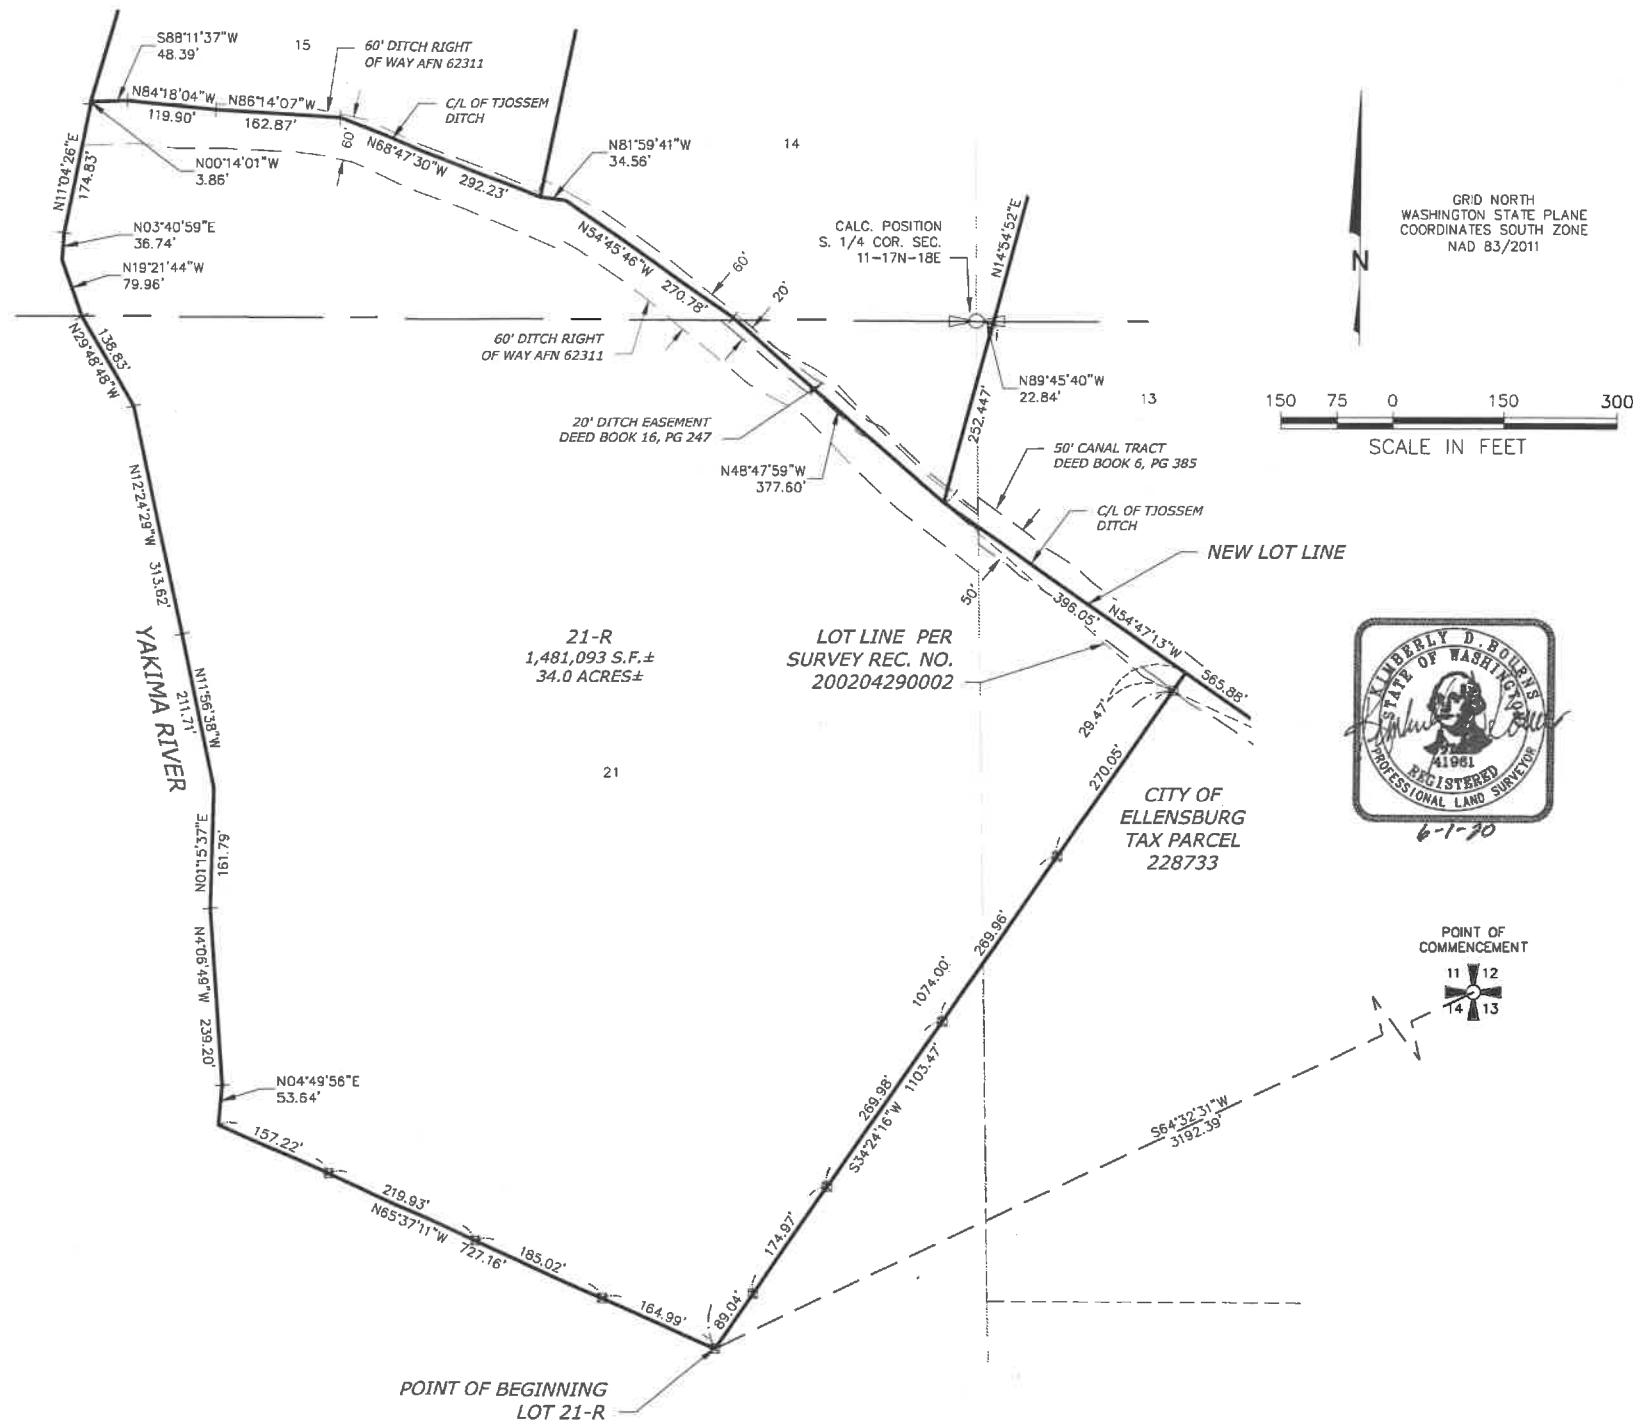 S88°11'37"W
48.39'
15
60' DITCH RIGHT
OF WAY AFN 62311
N84°18'04"W
119.90'
N86°14'07"W
162.87'
C/L OF TJOSSEM
DITCH
60'
N68°47'30"W 292.23'
N81°59'41"W
34.56'
14
N11°04'26"E
174.83'
N00°14'01"W
3.86'
N03°40'59"E
36.74'
N19°21'44"W
79.96'
138.83'
N29°48'48"W
N54°45'46"W 270.78'
60'
20'
60' DITCH RIGHT
OF WAY AFN 62311
CALC. POSITION
S. 1/4 COR. SEC.
11-17N-18E
N14°54'52"E
252.447'
N89°45'40"W
22.84'
13
GRID NORTH
WASHINGTON STATE PLANE
COORDINATES SOUTH ZONE
NAD 83/2011
N
150 75 0 150 300
SCALE IN FEET
20' DITCH EASEMENT
DEED BOOK 16, PG 247
N48°47'59"W
377.60'
50' CANAL TRACT
DEED BOOK 6, PG 385
C/L OF TJOSSEM
DITCH
NEW LOT LINE
50'
396.05'
N54°47'13"W 565.88'
N12°24'29"W 313.62'
YAKIMA RIVER
N11°56'38"W
211.71'
21-R
1,481,093 S.F.±
34.0 ACRES±
LOT LINE PER
SURVEY REC. NO.
200204290002
29.47'
270.05'
21
CITY OF
ELLENSBURG
TAX PARCEL
228733
KIMBERLY D. BOURNS
STATE OF WASHINGTON
41961
REGISTERED
PROFESSIONAL LAND SURVEYOR
6-1-20
N01°15'37"E
161.79'
N4°06'49"W 239.20'
269.96'
1074.00'
269.98'
S34°24'16"W 1103.47'
POINT OF
COMMENCEMENT
11 12
14 13
N04°49'56"E
53.64'
S64°32'31"W
3192.39'
157.22'
219.93'
N65°37'11"W 727.16'
185.02'
164.99'
174.97'
89.04'
POINT OF BEGINNING
LOT 21-R